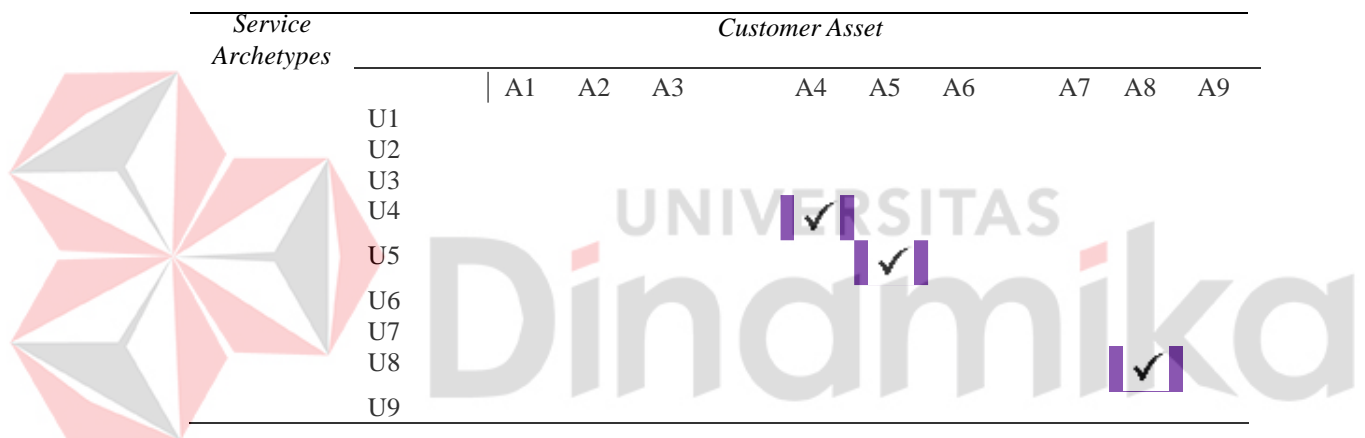 Service Archetypes Customer Asset
A1 A2 A3 A4 A5 A6 A7 A8 A9
U1
U2
U3
U4 ✓
U5 ✓
U6
U7
U8 ✓
U9
UNIVERSITAS
Dinamika